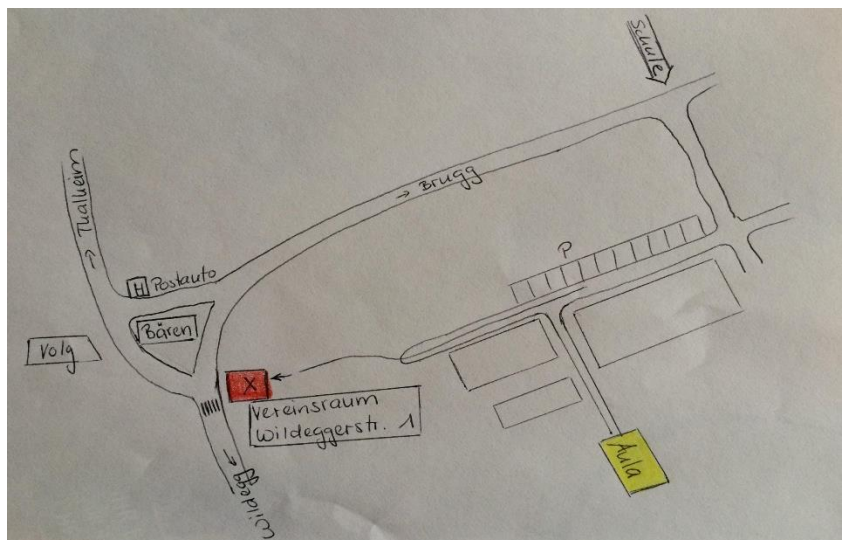 Schule
→ Thalheim
→ Brugg
P
H Postauto
Bären
Volg
X
Vereinsraum
Wildeggerstr. 1
Aula
Wildegg →